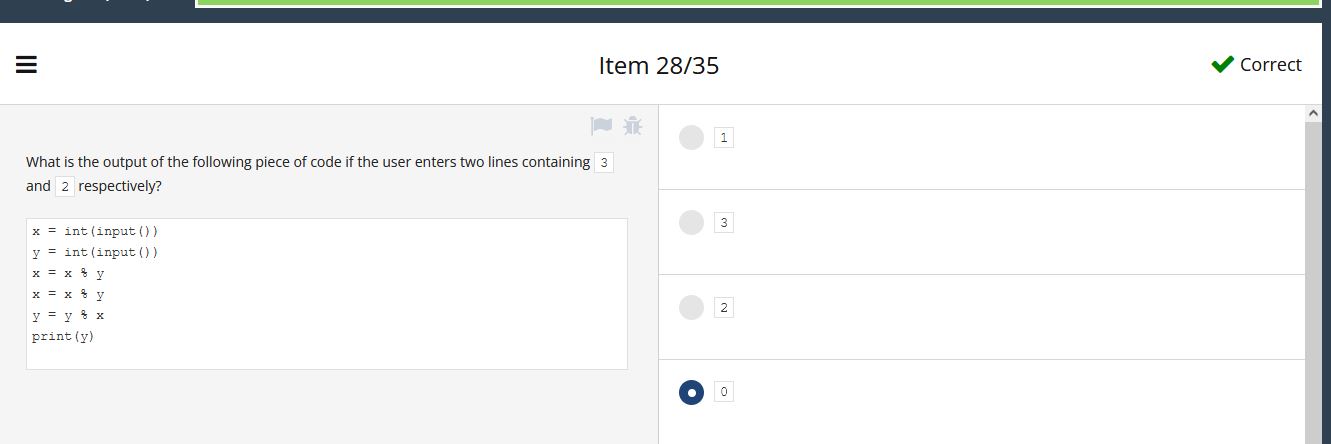 Item 28/35
Correct
What is the output of the following piece of code if the user enters two lines containing 3
and 2 respectively?
x = int(input())
y = int(input())
x = x % y
x = x % y
y = y % x
print(y)
1
3
2
0